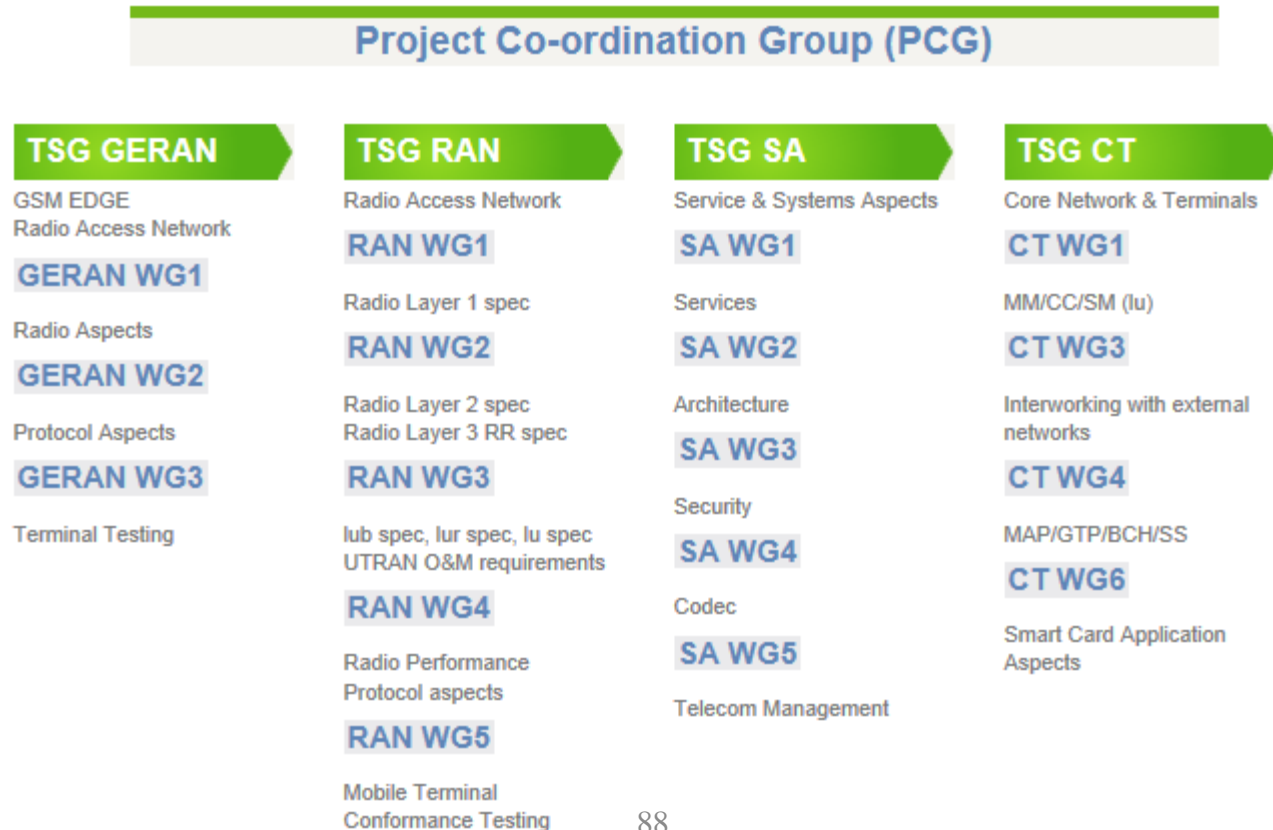 Project Co-ordination Group (PCG)
TSG GERAN
GSM EDGE
Radio Access Network
GERAN WG1
Radio Aspects
GERAN WG2
Protocol Aspects
GERAN WG3
Terminal Testing
TSG RAN
Radio Access Network
RAN WG1
Radio Layer 1 spec
RAN WG2
Radio Layer 2 spec
Radio Layer 3 RR spec
RAN WG3
Iub spec, Iur spec, Iu spec
UTRAN O&M requirements
RAN WG4
Radio Performance
Protocol aspects
RAN WG5
Mobile Terminal
Conformance Testing
TSG SA
Service & Systems Aspects
SA WG1
Services
SA WG2
Architecture
SA WG3
Security
SA WG4
Codec
SA WG5
Telecom Management
TSG CT
Core Network & Terminals
CT WG1
MM/CC/SM (Iu)
CT WG3
Interworking with external
networks
CT WG4
MAP/GTP/BCH/SS
CT WG6
Smart Card Application
Aspects
88